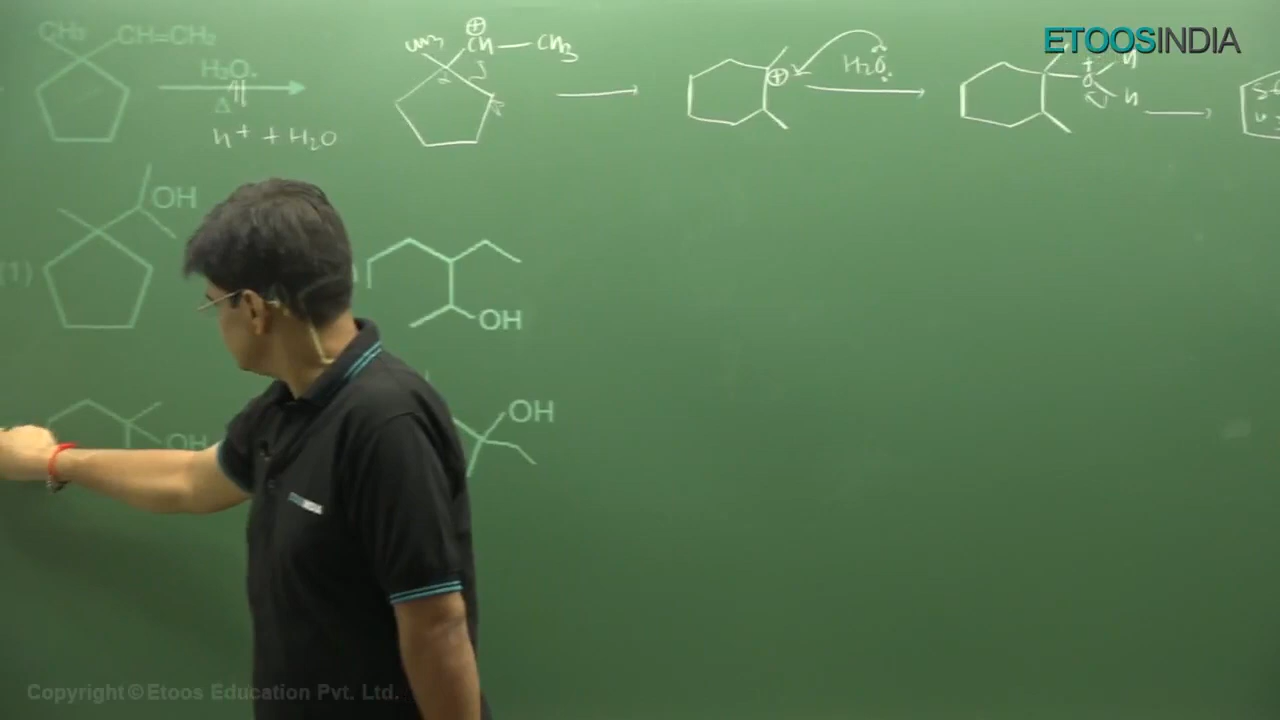 ETOOSINDIA
CH₃ CH=CH₂
H₂O.
Δ
H⁺ + H₂O
⊕
CH₃ CH — CH₃
⊕ H₂O
+
O H
H
OH
(1)
OH
OH
OH
ETOOSINDIA
Copyright©Etoos Education Pvt. Ltd.